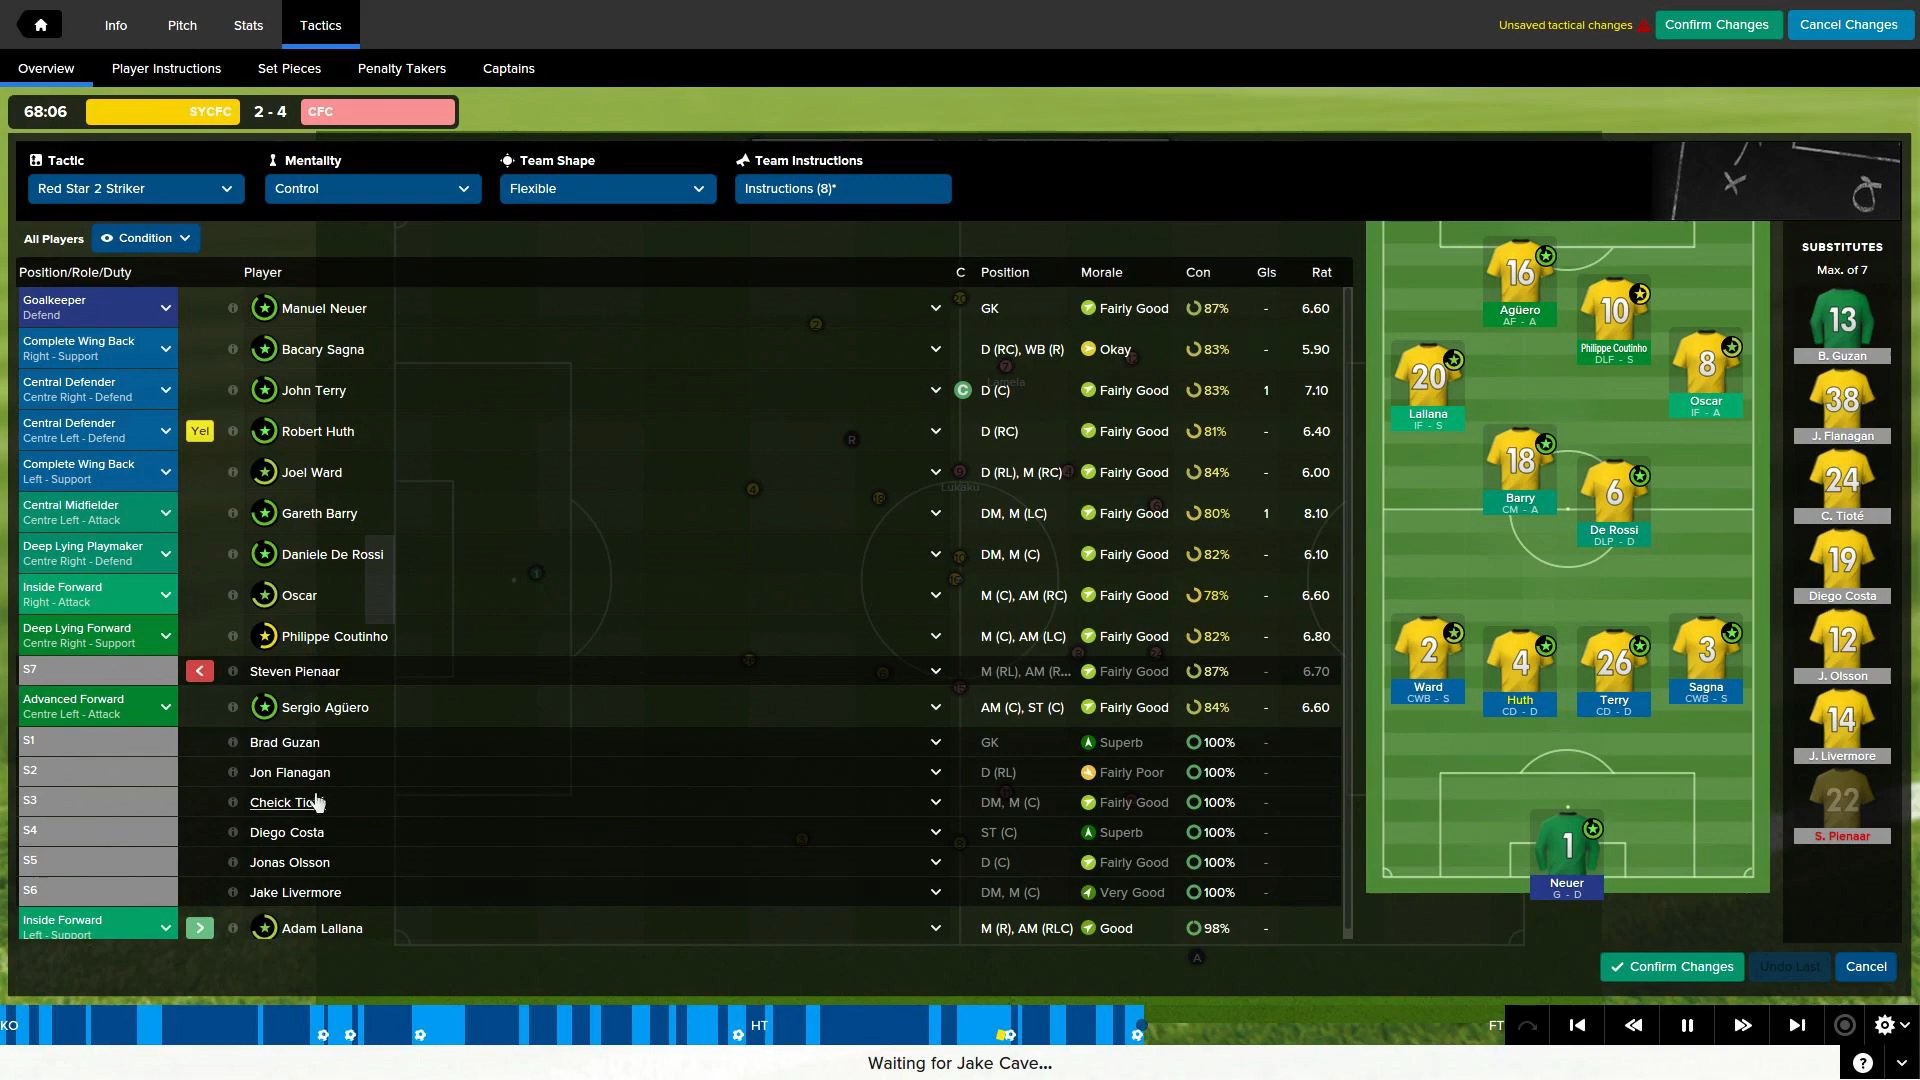 Info Pitch Stats Tactics
Unsaved tactical changes Confirm Changes Cancel Changes
Overview Player Instructions Set Pieces Penalty Takers Captains
68:06 SYCFC 2 - 4 CFC
Tactic Mentality Team Shape Team Instructions
Red Star 2 Striker Control Flexible Instructions (8)*
All Players Condition
Position/Role/Duty Player C Position Morale Con Gls Rat
Goalkeeper
Defend
Manuel Neuer GK Fairly Good 87% - 6.60
Complete Wing Back
Right - Support
Bacary Sagna D (RC), WB (R) Okay 83% - 5.90
Central Defender
Centre Right - Defend
John Terry C D (C) Fairly Good 83% 1 7.10
Central Defender
Centre Left - Defend
Yel Robert Huth D (RC) Fairly Good 81% - 6.40
Complete Wing Back
Left - Support
Joel Ward D (RL), M (RC) Fairly Good 84% - 6.00
Central Midfielder
Centre Left - Attack
Gareth Barry DM, M (LC) Fairly Good 80% 1 8.10
Deep Lying Playmaker
Centre Right - Defend
Daniele De Rossi DM, M (C) Fairly Good 82% - 6.10
Inside Forward
Right - Attack
Oscar M (C), AM (RC) Fairly Good 78% - 6.60
Deep Lying Forward
Centre Right - Support
Philippe Coutinho M (C), AM (LC) Fairly Good 82% - 6.80
S7 Steven Pienaar M (RL), AM (R... Fairly Good 87% - 6.70
Advanced Forward
Centre Left - Attack
Sergio Agüero AM (C), ST (C) Fairly Good 84% - 6.60
S1 Brad Guzan GK Superb 100% -
S2 Jon Flanagan D (RL) Fairly Poor 100% -
S3 Cheick DM, M (C) Fairly Good 100% -
S4 Diego Costa ST (C) Superb 100% -
S5 Jonas Olsson D (C) Fairly Good 100% -
S6 Jake Livermore DM, M (C) Very Good 100% -
Inside Forward
Left - Support
Adam Lallana M (R), AM (RLC) Good 98% -
Lamela
Lukaku
R
A
16
Agüero
AF - A
10
Philippe Coutinho
DLF - S
20
Lallana
IF - S
8
Oscar
IF - A
18
Barry
CM - A
6
De Rossi
DLP - D
2
Ward
CWB - S
4
Huth
CD - D
26
Terry
CD - D
3
Sagna
CWB - S
1
Neuer
G - D
SUBSTITUTES
Max. of 7
13
B. Guzan
38
J. Flanagan
24
C. Tioté
19
Diego Costa
12
J. Olsson
14
J. Livermore
22
S. Pienaar
Confirm Changes Undo Last Cancel
KO HT FT
Waiting for Jake Cave...